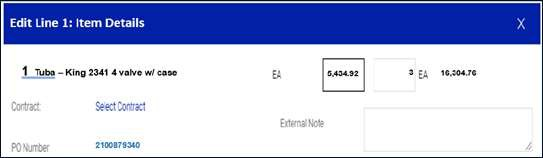 Edit Line 1: Item Details X
1 Tuba – King 2341 4 valve w/ case EA 5,434.92 3 EA 16,304.76
Contract: Select Contract
External Note
PO Number 2100879340